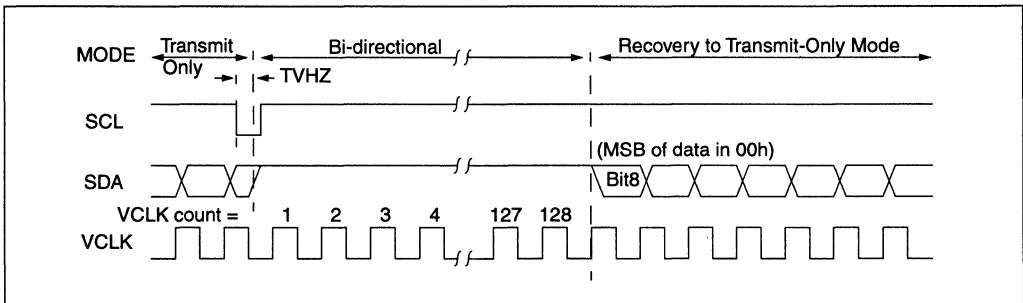 MODE Transmit Only Bi-directional Recovery to Transmit-Only Mode
TVHZ
SCL
(MSB of data in 00h)
SDA Bit8
VCLK count = 1 2 3 4 127 128
VCLK